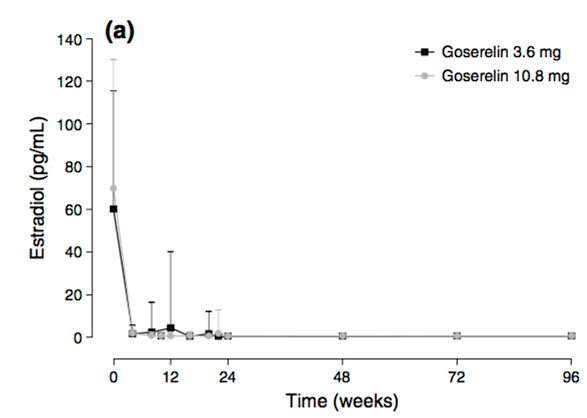 (a)
Goserelin 3.6 mg
Goserelin 10.8 mg
Estradiol (pg/mL)
140
120
100
80
60
40
20
0
0 12 24 48 72 96
Time (weeks)